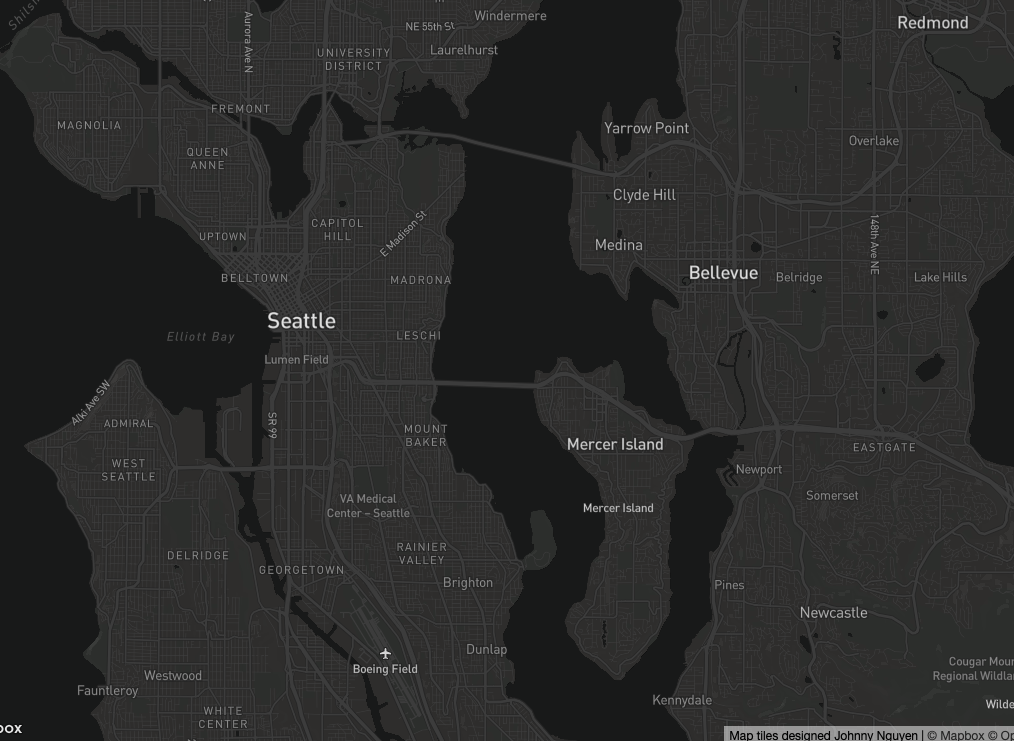 Redmond
Windermere
NE 55th St
Aurora Ave N
Laurelhurst
UNIVERSITY
DISTRICT
FREMONT
MAGNOLIA
Yarrow Point
Overlake
QUEEN
ANNE
Clyde Hill
CAPITOL
HILL
E Madison St
UPTOWN
Medina
148th Ave NE
BELLTOWN
MADRONA
Bellevue
Belridge
Lake Hills
Seattle
Elliott Bay
LESCHI
Lumen Field
Alki Ave SW
ADMIRAL
SR 99
MOUNT
BAKER
Mercer Island
EASTGATE
WEST
SEATTLE
Newport
VA Medical
Center – Seattle
Mercer Island
Somerset
DELRIDGE
GEORGETOWN
RAINIER
VALLEY
Brighton
Pines
Newcastle
Boeing Field
Dunlap
Westwood
Fauntleroy
Cougar Moun
Regional Wildla
WHITE
CENTER
Kennydale
Wilde
box
Map tiles designed Johnny Nguyen | © Mapbox © Op